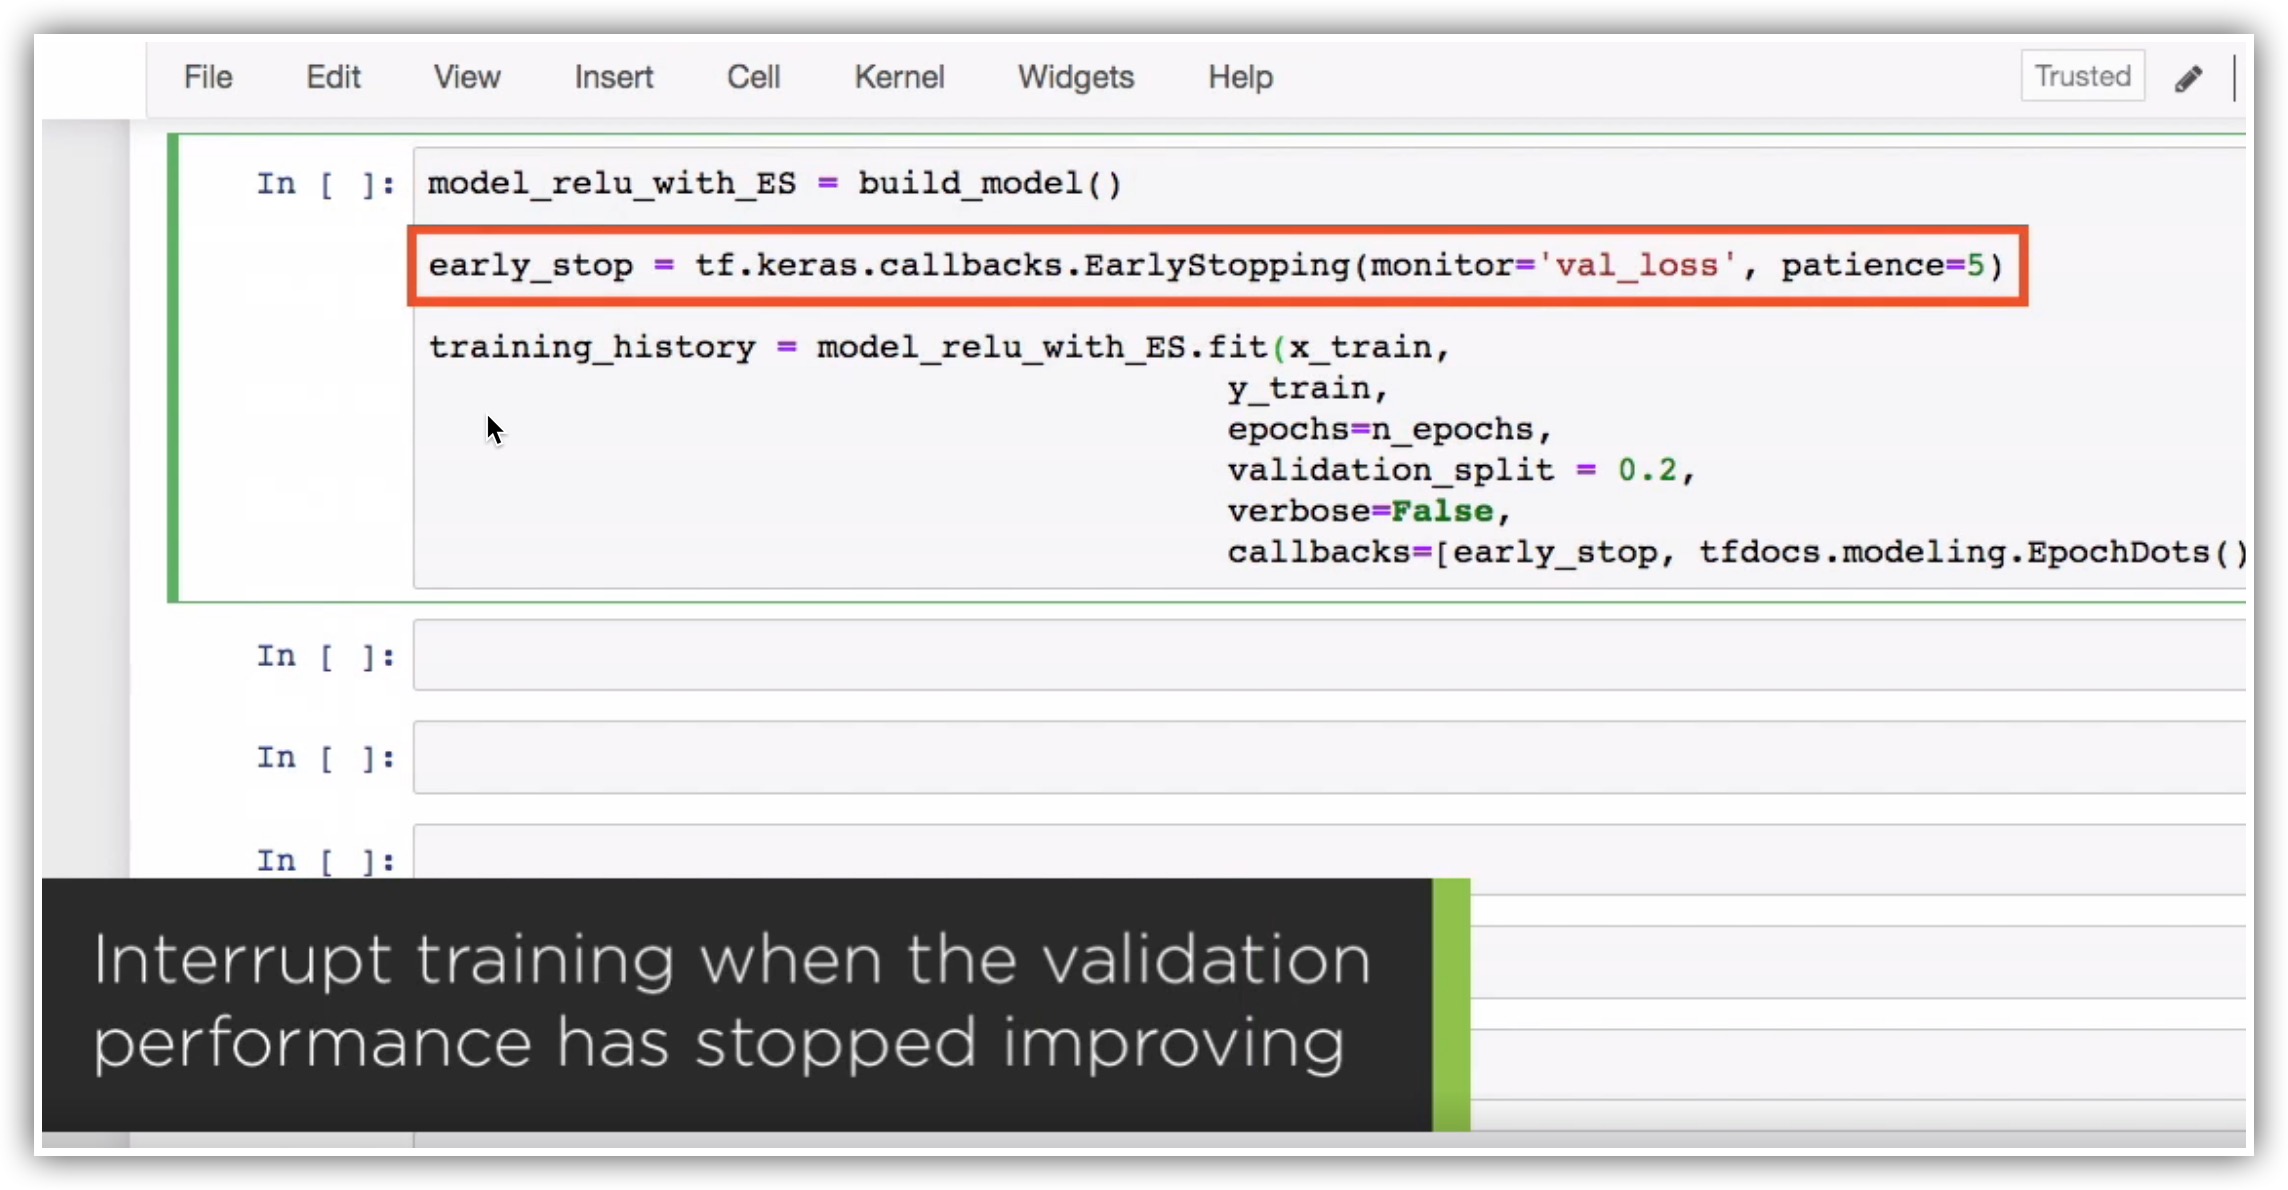 File Edit View Insert Cell Kernel Widgets Help Trusted
In [ ]: model_relu_with_ES = build_model()
early_stop = tf.keras.callbacks.EarlyStopping(monitor='val_loss', patience=5)
training_history = model_relu_with_ES.fit(x_train,
y_train,
epochs=n_epochs,
validation_split = 0.2,
verbose=False,
callbacks=[early_stop, tfdocs.modeling.EpochDots()
In [ ]:
In [ ]:
In [ ]:
Interrupt training when the validation
performance has stopped improving